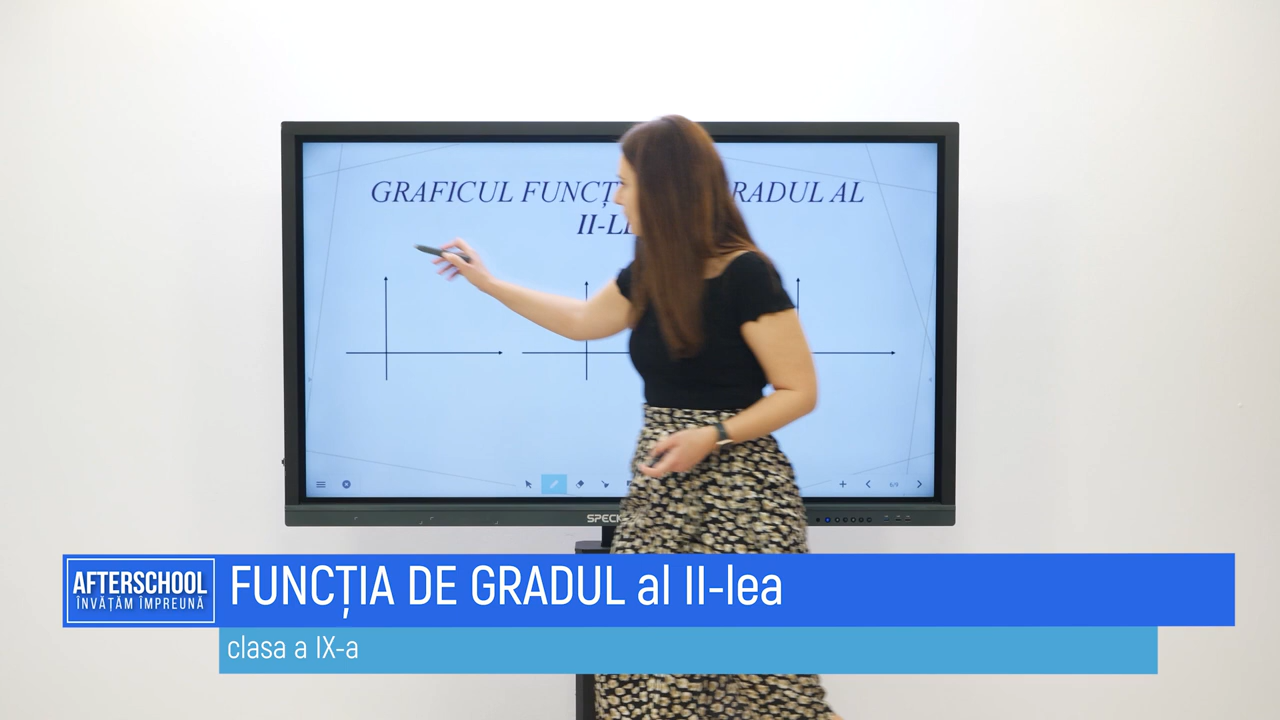 GRAFICUL FUNCȚ RADUL AL
II-LE
SPECK
AFTERSCHOOL
ÎNVĂȚĂM ÎMPREUNĂ
FUNCȚIA DE GRADUL al II-lea
clasa a IX-a